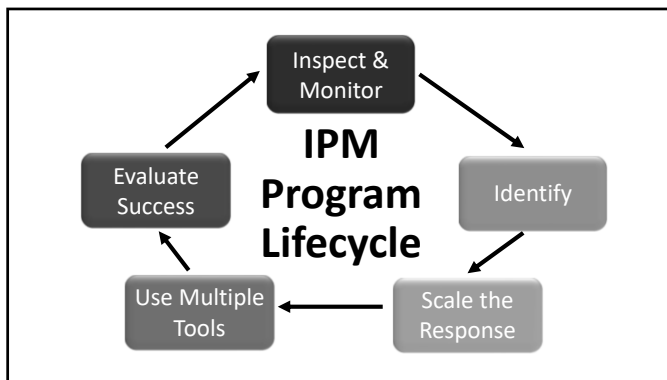 Inspect &
Monitor
IPM
Program
Lifecycle
Identify
Scale the
Response
Use Multiple
Tools
Evaluate
Success